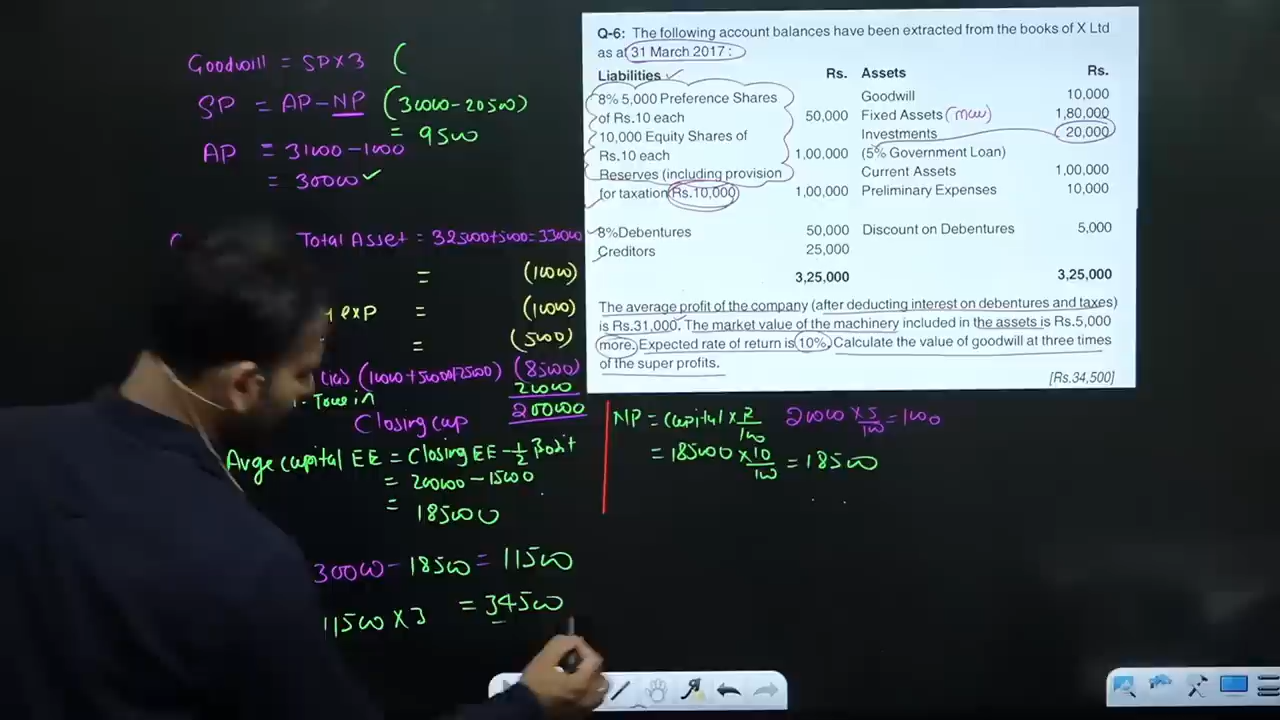 Goodwill = SP×3 (
SP = AP-NP (30000-20500)
= 9500
AP = 31000-1000
= 30000 ✓
Total Asset = 325000+5000=330000
= (10000)
exp = (10000)
= (5000)
(10000+50000+25000) (85000)
20000
200000
Closing cap
Avge capital EE = Closing EE - 1/2 Profit
= 200000 - 15000
= 185000
30000 - 18500 = 11500
11500 × 3 = 34500
Q-6: The following account balances have been extracted from the books of X Ltd
as at 31 March 2017 :
Liabilities ✓ Rs. Assets Rs.
8% 5,000 Preference Shares Goodwill 10,000
of Rs.10 each 50,000 Fixed Assets (mcw) 1,80,000
10,000 Equity Shares of Investments 20,000
Rs.10 each 1,00,000 (5% Government Loan)
Reserves (including provision Current Assets 1,00,000
for taxation Rs.10,000 1,00,000 Preliminary Expenses 10,000
8%Debentures 50,000 Discount on Debentures 5,000
Creditors 25,000
3,25,000 3,25,000
The average profit of the company (after deducting interest on debentures and taxes)
is Rs.31,000. The market value of the machinery included in the assets is Rs.5,000
more. Expected rate of return is 10%. Calculate the value of goodwill at three times
of the super profits.
[Rs.34,500]
NP = Capital × R/100 20000 × 5/100 = 1000
= 185000 × 10/100 = 18500